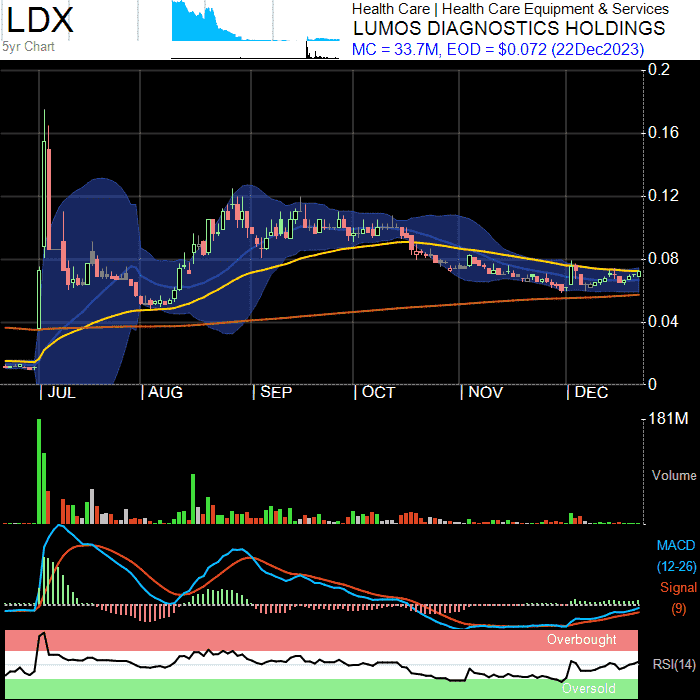 LDX
5yr Chart
Health Care | Health Care Equipment & Services
LUMOS DIAGNOSTICS HOLDINGS
MC = 33.7M, EOD = $0.072 (22Dec2023)
0.2
0.16
0.12
0.08
0.04
0
| JUL | AUG | SEP | OCT | NOV | DEC
181M
Volume
MACD
(12-26)
Signal
(9)
Overbought
RSI(14)
Oversold